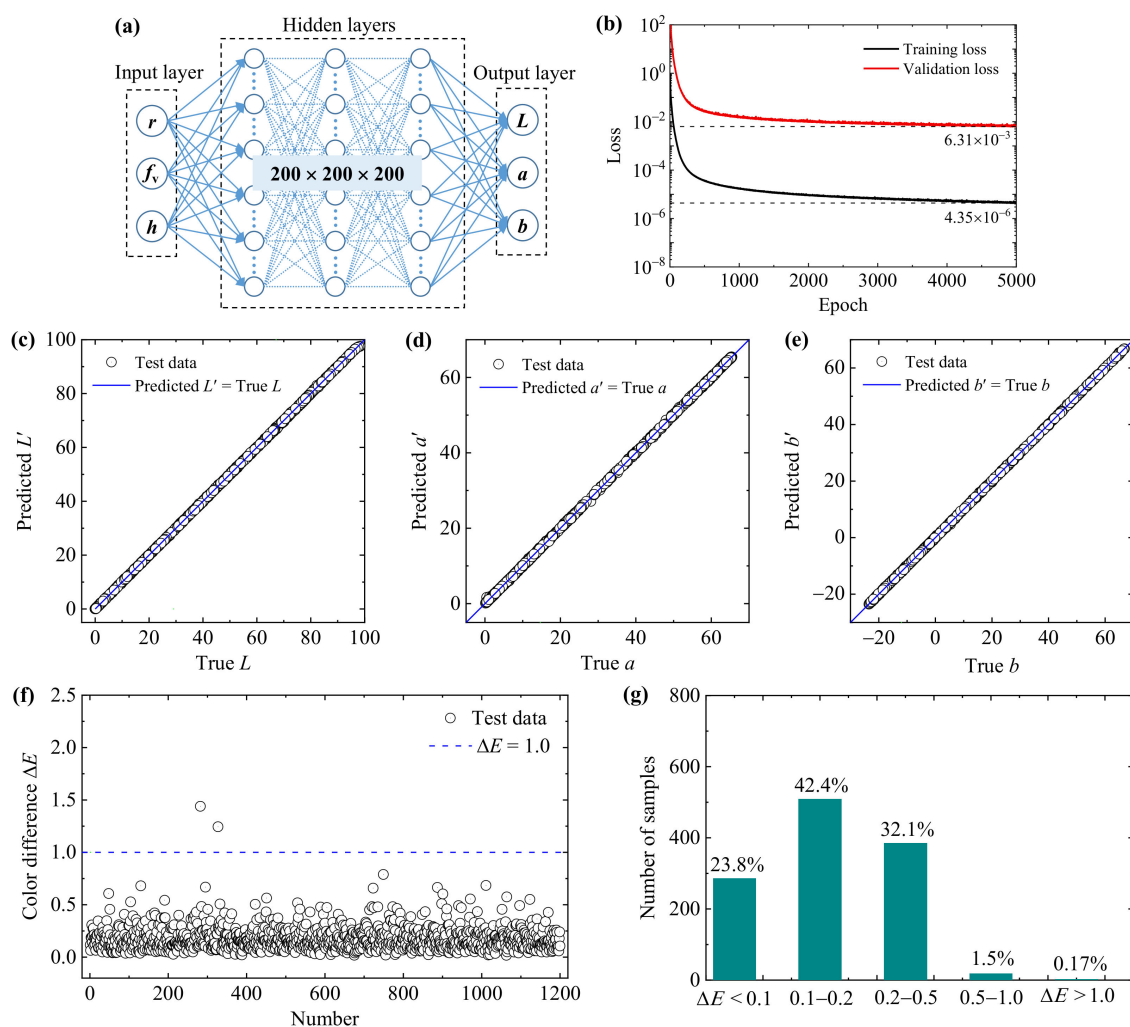 (a)
Hidden layers
Input layer
Output layer
r
f_v
h
200 × 200 × 200
L
a
b
(b)
Training loss
Validation loss
6.31×10⁻³
4.35×10⁻⁶
10²
10⁰
10⁻²
10⁻⁴
10⁻⁶
10⁻⁸
Loss
0 1000 2000 3000 4000 5000
Epoch
(c)
Test data
Predicted L′ = True L
100
80
60
40
20
0
Predicted L′
0 20 40 60 80 100
True L
(d)
Test data
Predicted a′ = True a
60
40
20
0
Predicted a′
0 20 40 60
True a
(e)
Test data
Predicted b′ = True b
60
40
20
0
−20
Predicted b′
−20 0 20 40 60
True b
(f)
Test data
ΔE = 1.0
2.5
2.0
1.5
1.0
0.5
0.0
Color difference ΔE
0 200 400 600 800 1000 1200
Number
(g)
800
600
400
200
0
Number of samples
23.8%
42.4%
32.1%
1.5%
0.17%
ΔE < 0.1 0.1–0.2 0.2–0.5 0.5–1.0 ΔE > 1.0